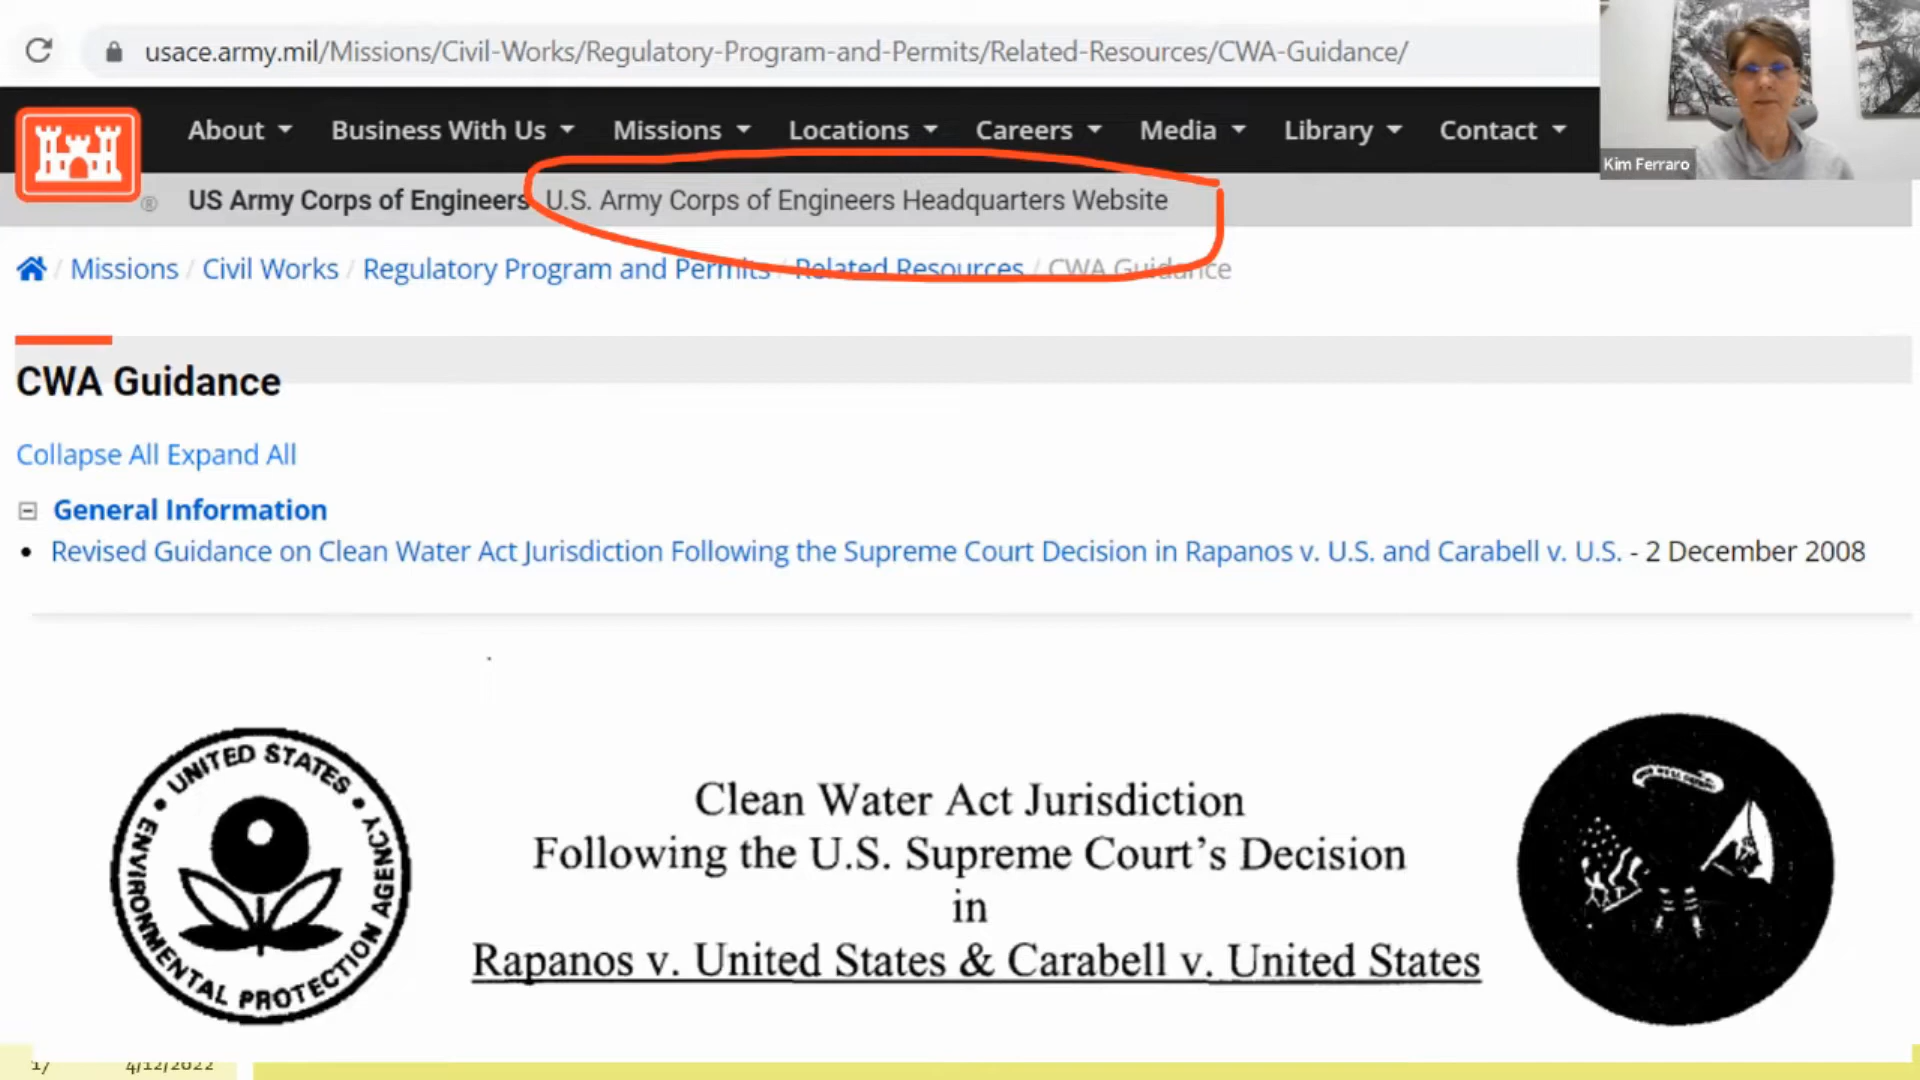 usace.army.mil/Missions/Civil-Works/Regulatory-Program-and-Permits/Related-Resources/CWA-Guidance/
About Business With Us Missions Locations Careers Media Library Contact
Kim Ferraro
® US Army Corps of Engineers U.S. Army Corps of Engineers Headquarters Website
/ Missions / Civil Works / Regulatory Program and Permits / Related Resources / CWA Guidance
CWA Guidance
Collapse All Expand All
General Information
• Revised Guidance on Clean Water Act Jurisdiction Following the Supreme Court Decision in Rapanos v. U.S. and Carabell v. U.S. - 2 December 2008
UNITED STATES
ENVIRONMENTAL PROTECTION AGENCY
Clean Water Act Jurisdiction
Following the U.S. Supreme Court's Decision
in
Rapanos v. United States & Carabell v. United States
4/12/2022